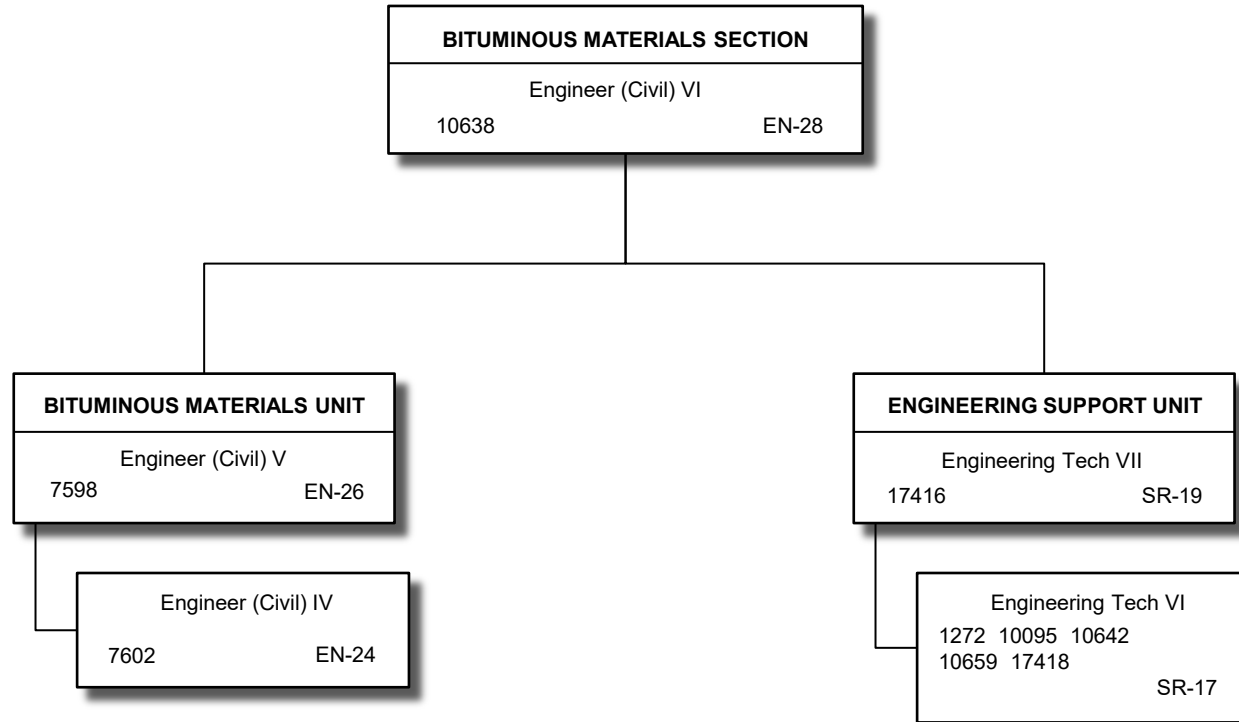 BITUMINOUS MATERIALS SECTION
Engineer (Civil) VI
10638 EN-28
BITUMINOUS MATERIALS UNIT
Engineer (Civil) V
7598 EN-26
Engineer (Civil) IV
7602 EN-24
ENGINEERING SUPPORT UNIT
Engineering Tech VII
17416 SR-19
Engineering Tech VI
1272 10095 10642
10659 17418
SR-17